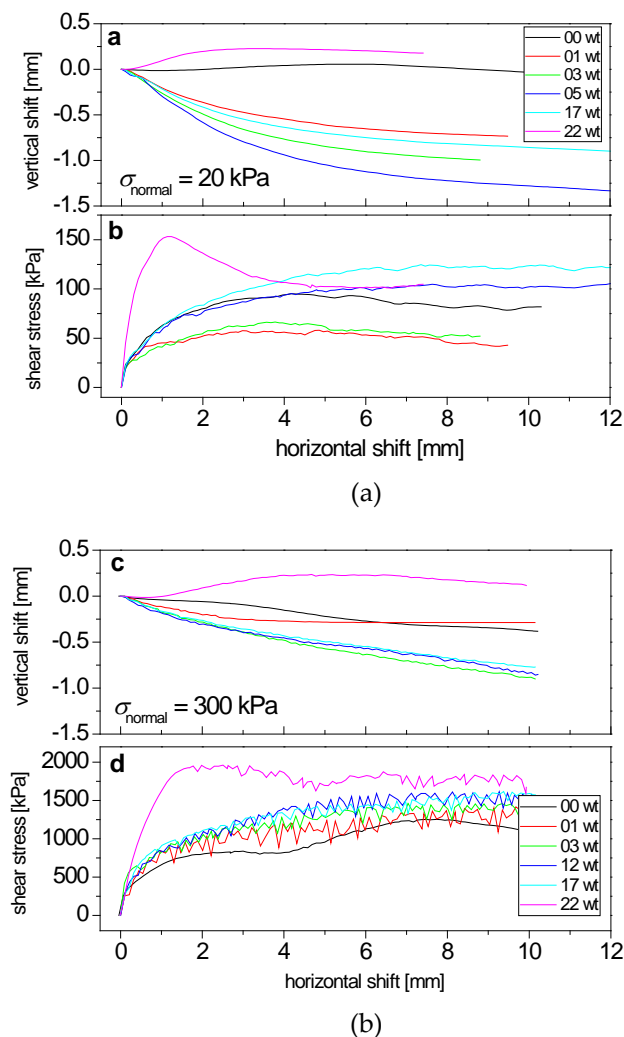 a
0.5
0.0
-0.5
-1.0
-1.5
vertical shift [mm]
σnormal = 20 kPa
00 wt
01 wt
03 wt
05 wt
17 wt
22 wt
b
150
100
50
0
shear stress [kPa]
0 2 4 6 8 10 12
horizontal shift [mm]
(a)
c
0.5
0.0
-0.5
-1.0
-1.5
vertical shift [mm]
σnormal = 300 kPa
d
2000
1500
1000
500
0
shear stress [kPa]
00 wt
01 wt
03 wt
12 wt
17 wt
22 wt
0 2 4 6 8 10 12
horizontal shift [mm]
(b)